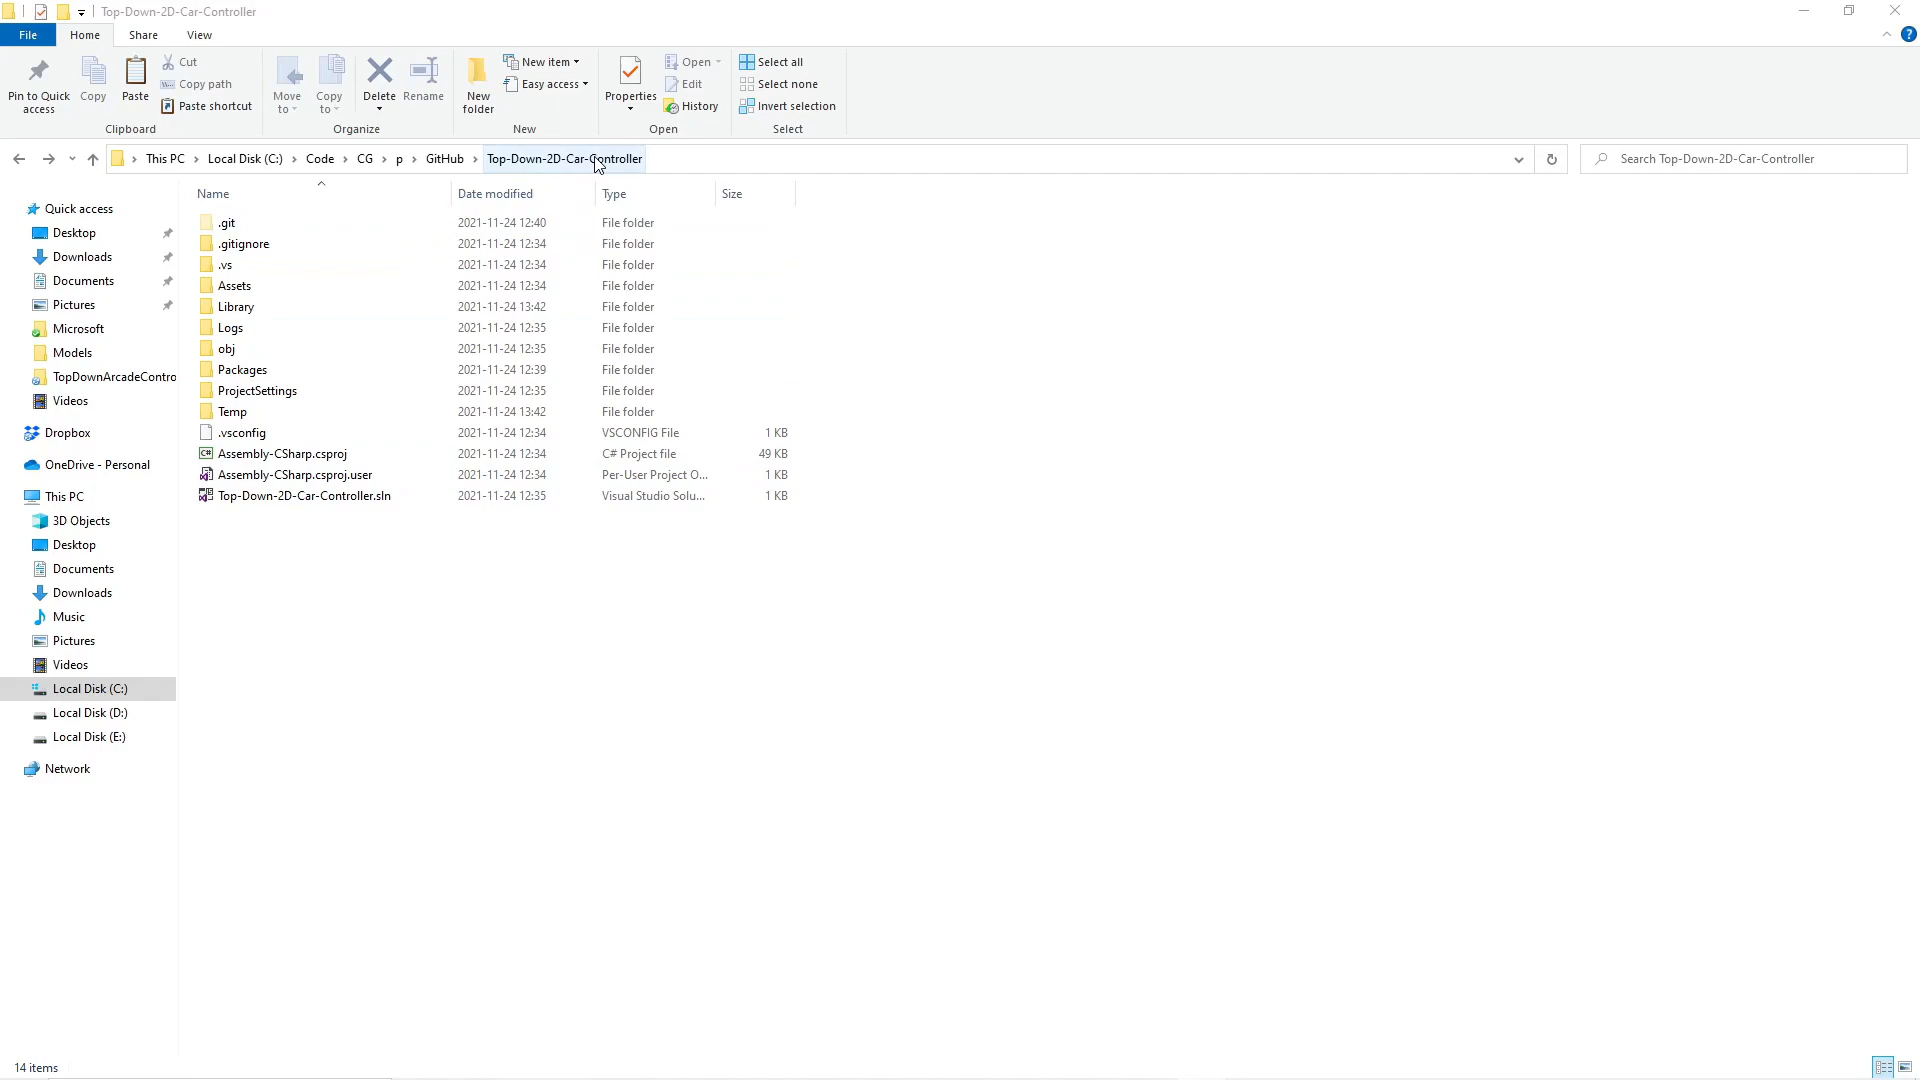 Top-Down-2D-Car-Controller
File Home Share View
Pin to Quick access
Copy
Paste
Cut
Copy path
Paste shortcut
Clipboard
Move to
Copy to
Delete
Rename
Organize
New folder
New item
Easy access
New
Properties
Open
Edit
History
Open
Select all
Select none
Invert selection
Select
This PC > Local Disk (C:) > Code > CG > p > GitHub > Top-Down-2D-Car-Controller
Search Top-Down-2D-Car-Controller
Quick access
Desktop
Downloads
Documents
Pictures
Microsoft
Models
TopDownArcadeContro
Videos
Dropbox
OneDrive - Personal
This PC
3D Objects
Desktop
Documents
Downloads
Music
Pictures
Videos
Local Disk (C:)
Local Disk (D:)
Local Disk (E:)
Network
Name Date modified Type Size
.git 2021-11-24 12:40 File folder
.gitignore 2021-11-24 12:34 File folder
.vs 2021-11-24 12:34 File folder
Assets 2021-11-24 12:34 File folder
Library 2021-11-24 13:42 File folder
Logs 2021-11-24 12:35 File folder
obj 2021-11-24 12:35 File folder
Packages 2021-11-24 12:39 File folder
ProjectSettings 2021-11-24 12:35 File folder
Temp 2021-11-24 13:42 File folder
.vsconfig 2021-11-24 12:34 VSCONFIG File 1 KB
Assembly-CSharp.csproj 2021-11-24 12:34 C# Project file 49 KB
Assembly-CSharp.csproj.user 2021-11-24 12:34 Per-User Project O... 1 KB
Top-Down-2D-Car-Controller.sln 2021-11-24 12:35 Visual Studio Solu... 1 KB
14 items